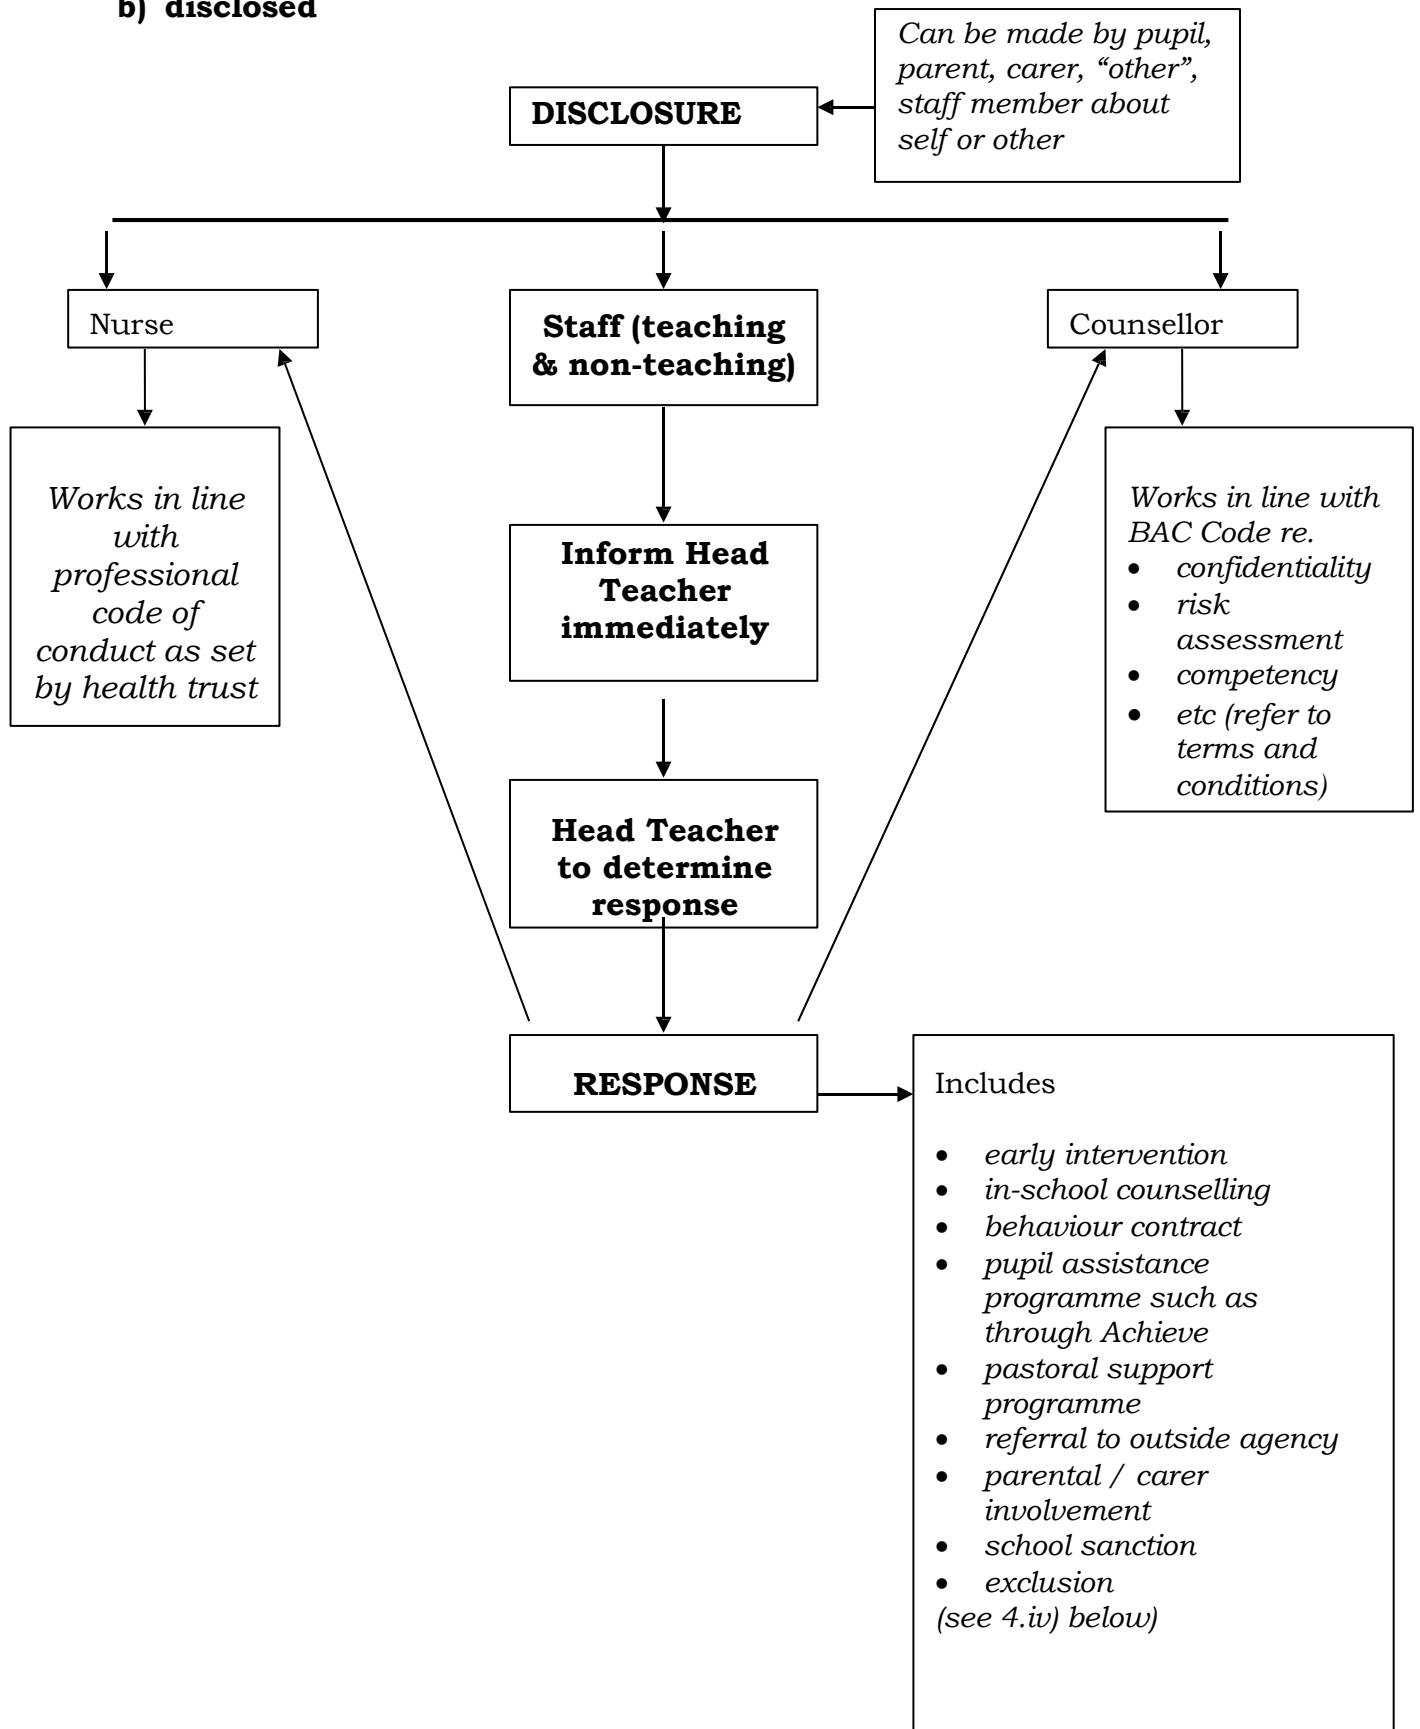 b) disclosed
Can be made by pupil,
parent, carer, “other”,
staff member about
self or other
DISCLOSURE
Nurse
Staff (teaching
& non-teaching)
Counsellor
Works in line
with
professional
code of
conduct as set
by health trust
Inform Head
Teacher
immediately
Works in line with
BAC Code re.
• confidentiality
• risk
assessment
• competency
• etc (refer to
terms and
conditions)
Head Teacher
to determine
response
RESPONSE
Includes
• early intervention
• in-school counselling
• behaviour contract
• pupil assistance
programme such as
through Achieve
• pastoral support
programme
• referral to outside agency
• parental / carer
involvement
• school sanction
• exclusion
(see 4.iv) below)